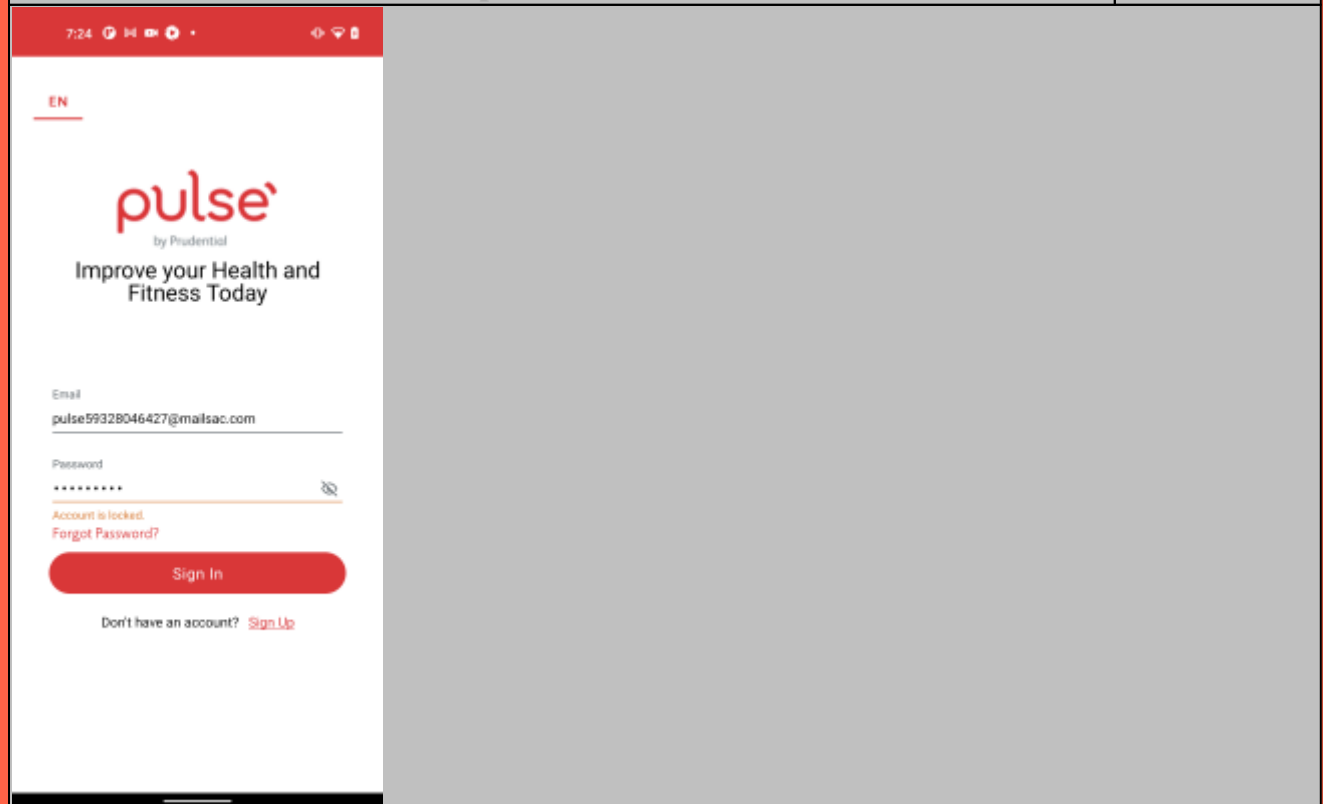 7:24
EN
pulse
by Prudential
Improve your Health and
Fitness Today
Email
pulse59328046427@mailsac.com
Password
Account is locked.
Forgot Password?
Sign In
Don't have an account? Sign Up